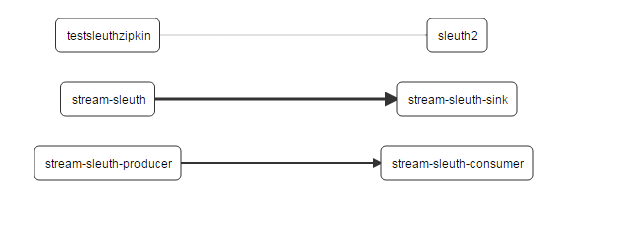 testsleuthzipkin
sleuth2
stream-sleuth
stream-sleuth-sink
stream-sleuth-producer
stream-sleuth-consumer